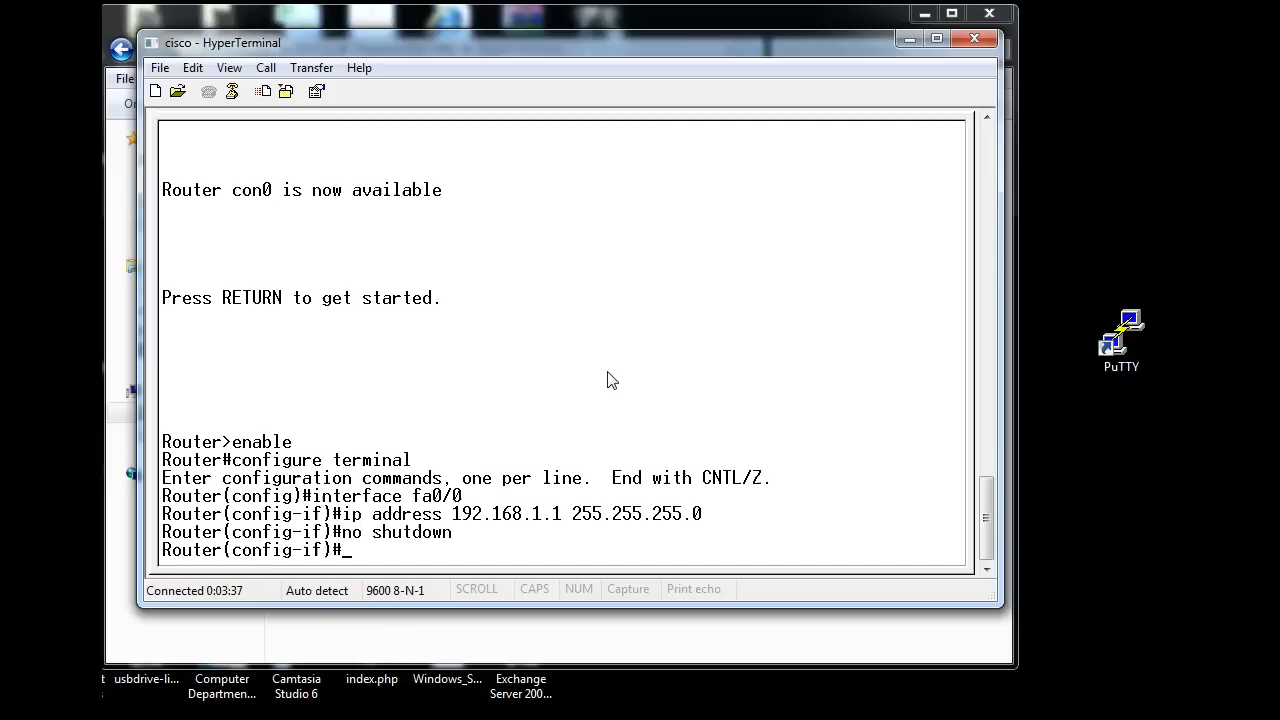 cisco - HyperTerminal
File Edit View Call Transfer Help
File
Or
Router con0 is now available
Press RETURN to get started.
Router>enable
Router#configure terminal
Enter configuration commands, one per line.  End with CNTL/Z.
Router(config)#interface fa0/0
Router(config-if)#ip address 192.168.1.1 255.255.255.0
Router(config-if)#no shutdown
Router(config-if)#_
Connected 0:03:37 Auto detect 9600 8-N-1 SCROLL CAPS NUM Capture Print echo
PuTTY
t usbdrive-li... Computer Camtasia index.php Windows_S... Exchange
Departmen... Studio 6 Server 200...